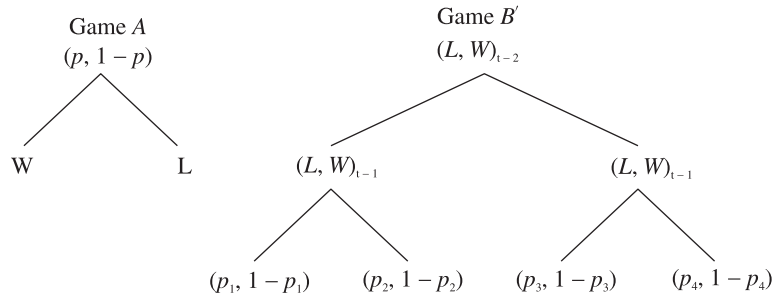 Game A
(p, 1 – p)
W
L
Game B′
(L, W)t – 2
(L, W)t – 1
(L, W)t – 1
(p1, 1 – p1)
(p2, 1 – p2)
(p3, 1 – p3)
(p4, 1 – p4)